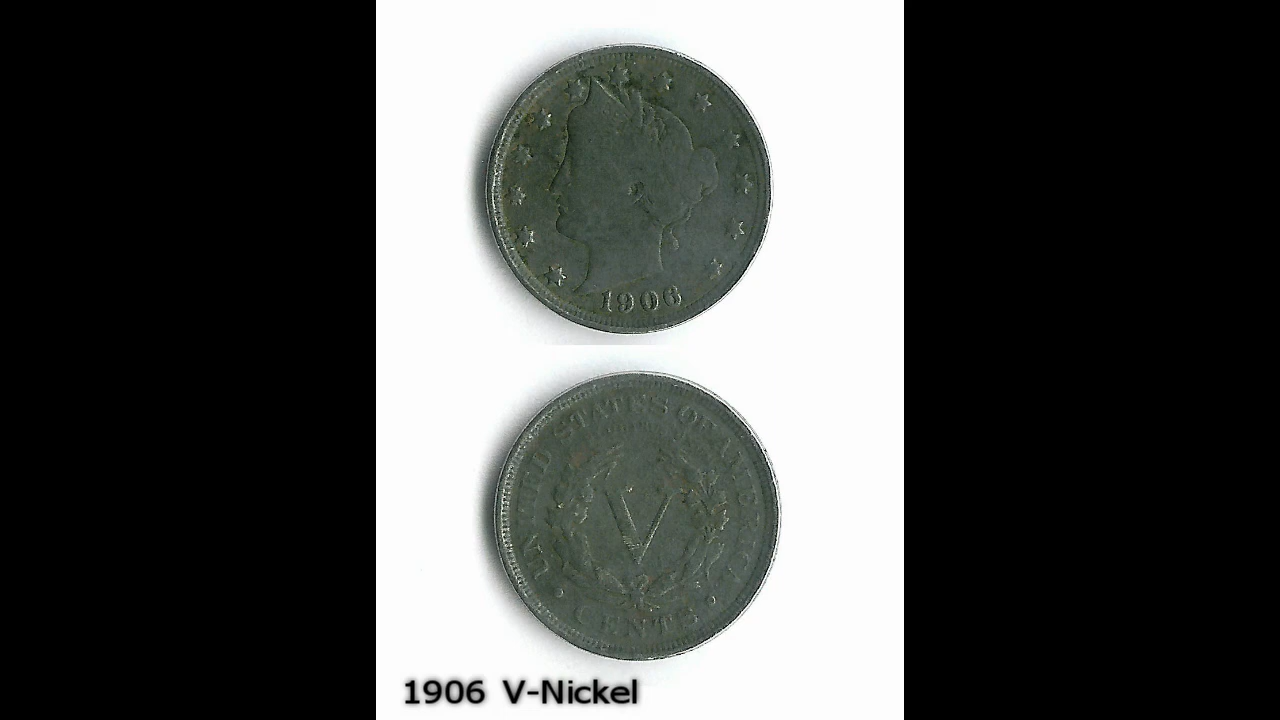 1906
UNITED STATES OF AMERICA
V
CENTS
1906 V-Nickel